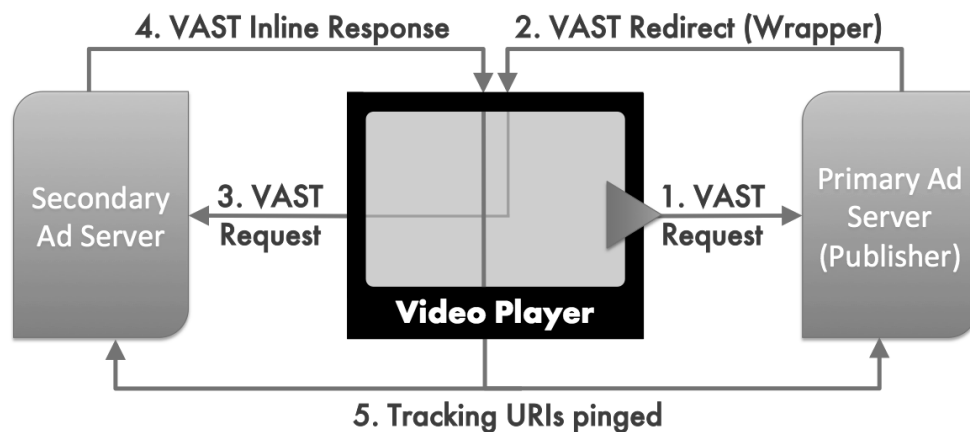 4. VAST Inline Response
2. VAST Redirect (Wrapper)
Secondary
Ad Server
3. VAST
Request
1. VAST
Request
Primary Ad
Server
(Publisher)
Video Player
5. Tracking URIs pinged